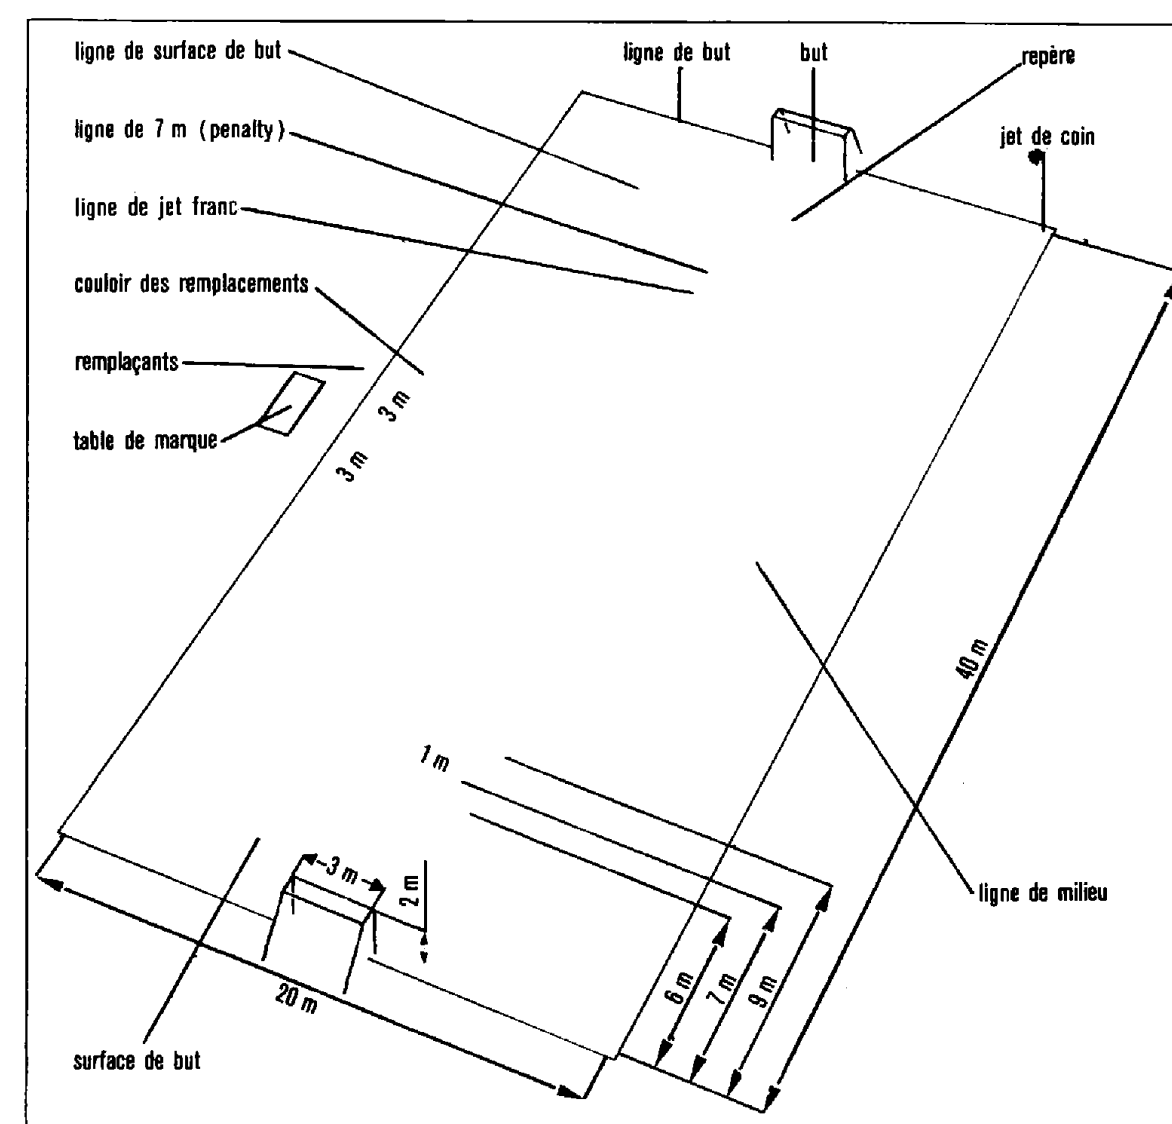 ligne de surface de but
ligne de but
but
repère
ligne de 7 m (penalty)
jet de coin
ligne de jet franc
couloir des remplacements
remplaçants
3 m
table de marque
3 m
40 m
1 m
3 m
2 m
ligne de milieu
6 m
7 m
9 m
20 m
surface de but